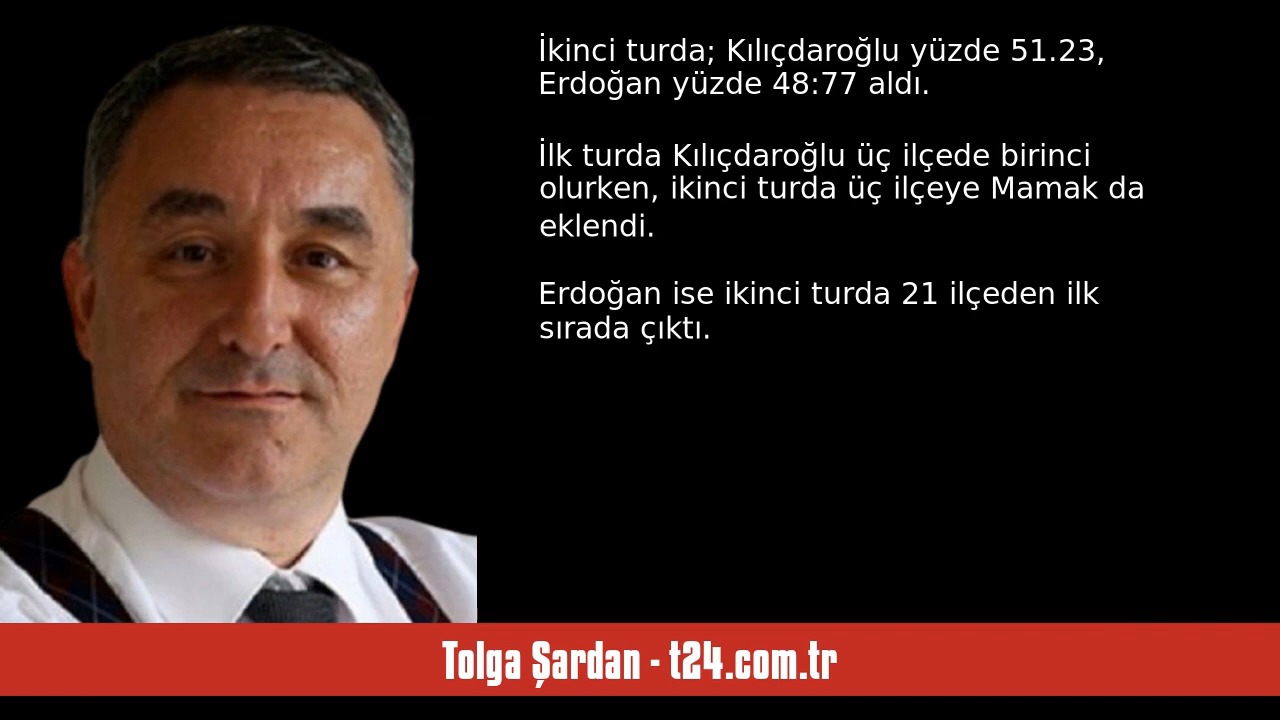 İkinci turda; Kılıçdaroğlu yüzde 51.23,
Erdoğan yüzde 48:77 aldı.
İlk turda Kılıçdaroğlu üç ilçede birinci
olurken, ikinci turda üç ilçeye Mamak da
eklendi.
Erdoğan ise ikinci turda 21 ilçeden ilk
sırada çıktı.
Tolga Şardan - t24.com.tr